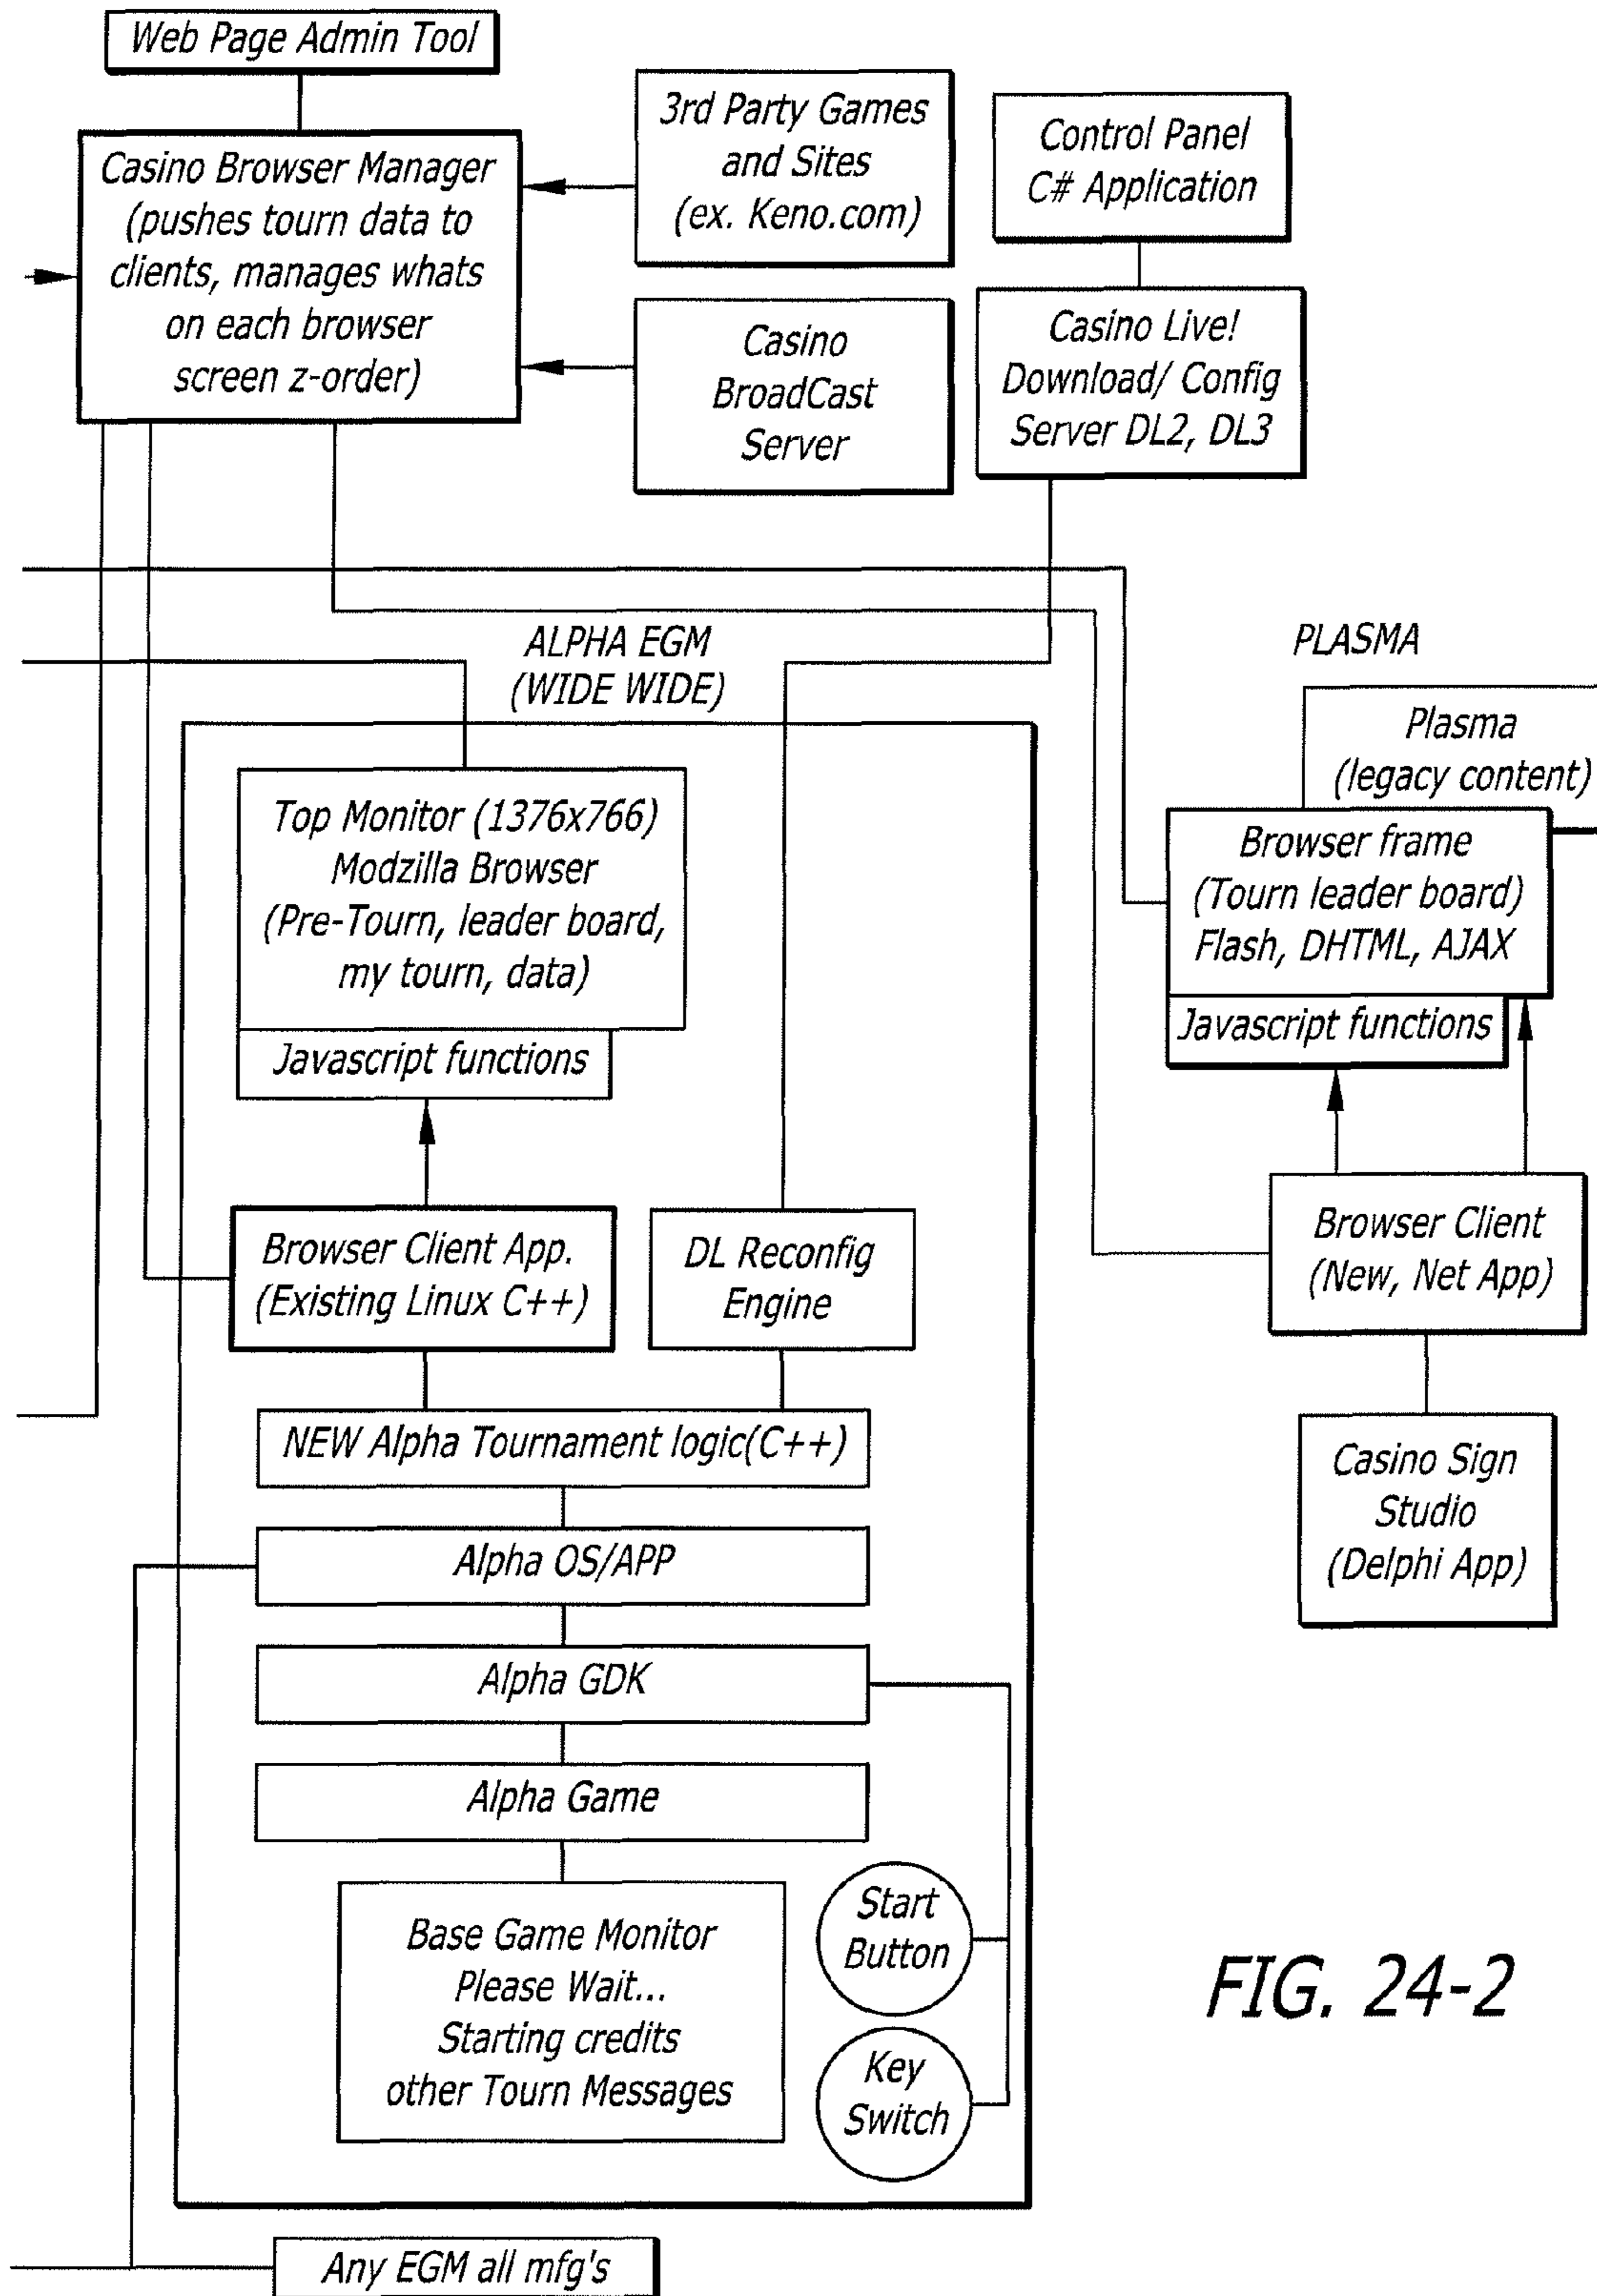 Web Page Admin Tool
Casino Browser Manager
(pushes tourn data to
clients, manages whats
on each browser
screen z-order)
3rd Party Games
and Sites
(ex. Keno.com)
Casino
BroadCast
Server
Control Panel
C# Application
Casino Live!
Download/ Config
Server DL2, DL3
ALPHA EGM
(WIDE WIDE)
Top Monitor (1376x766)
Modzilla Browser
(Pre-Tourn, leader board,
my tourn, data)
Javascript functions
Browser Client App.
(Existing Linux C++)
DL Reconfig
Engine
NEW Alpha Tournament logic(C++)
Alpha OS/APP
Alpha GDK
Alpha Game
Base Game Monitor
Please Wait...
Starting credits
other Tourn Messages
Start
Button
Key
Switch
Any EGM all mfg's
PLASMA
Plasma
(legacy content)
Browser frame
(Tourn leader board)
Flash, DHTML, AJAX
Javascript functions
Browser Client
(New, Net App)
Casino Sign
Studio
(Delphi App)
FIG. 24-2